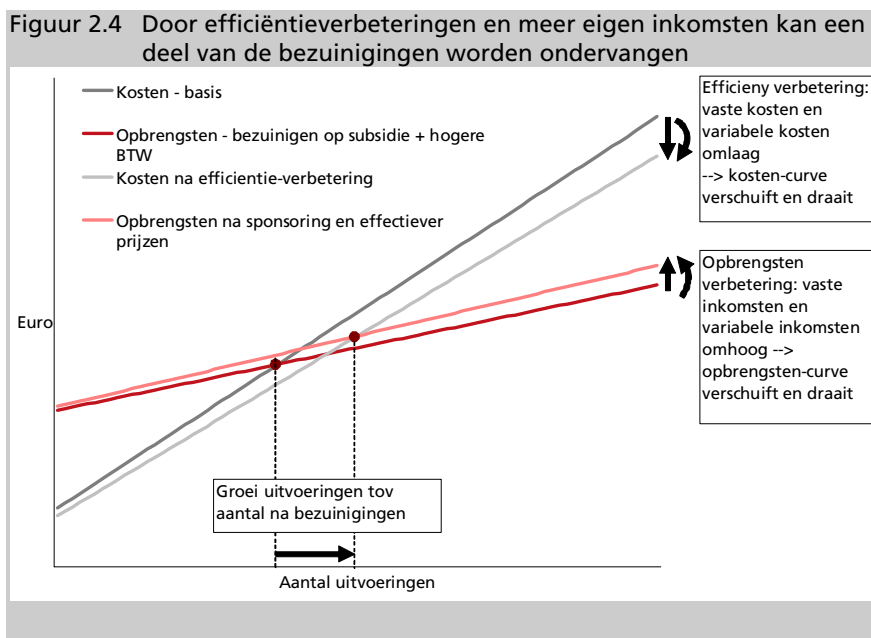 Figuur 2.4 Door efficiëntieverbeteringen en meer eigen inkomsten kan een
deel van de bezuinigingen worden ondervangen
Kosten - basis
Opbrengsten - bezuinigen op subsidie + hogere
BTW
Kosten na efficientie-verbetering
Opbrengsten na sponsoring en effectiever
prijzen
Efficieny verbetering:
vaste kosten en
variabele kosten
omlaag
--> kosten-curve
verschuift en draait
Opbrengsten
verbetering: vaste
inkomsten en
variabele inkomsten
omhoog -->
opbrengsten-curve
verschuift en draait
Euro
Groei uitvoeringen tov
aantal na bezuinigingen
Aantal uitvoeringen